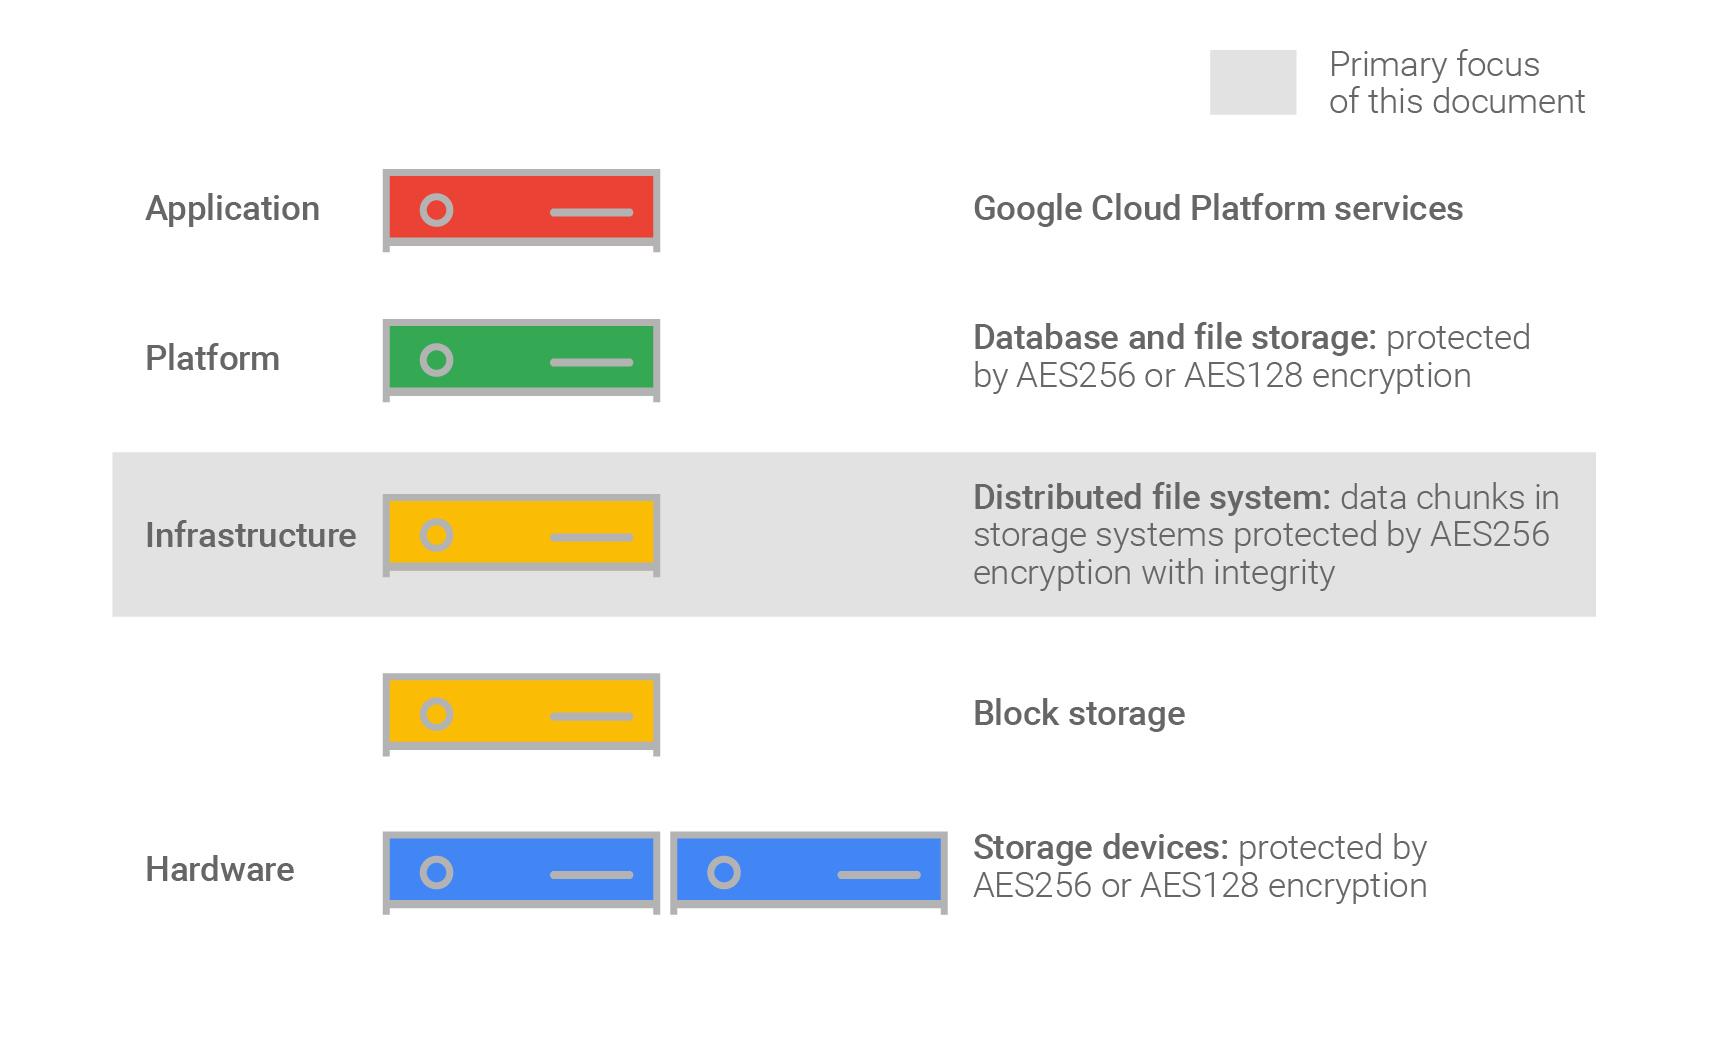 Primary focus
of this document
Application
Google Cloud Platform services
Platform
Database and file storage: protected
by AES256 or AES128 encryption
Infrastructure
Distributed file system: data chunks in
storage systems protected by AES256
encryption with integrity
Block storage
Hardware
Storage devices: protected by
AES256 or AES128 encryption